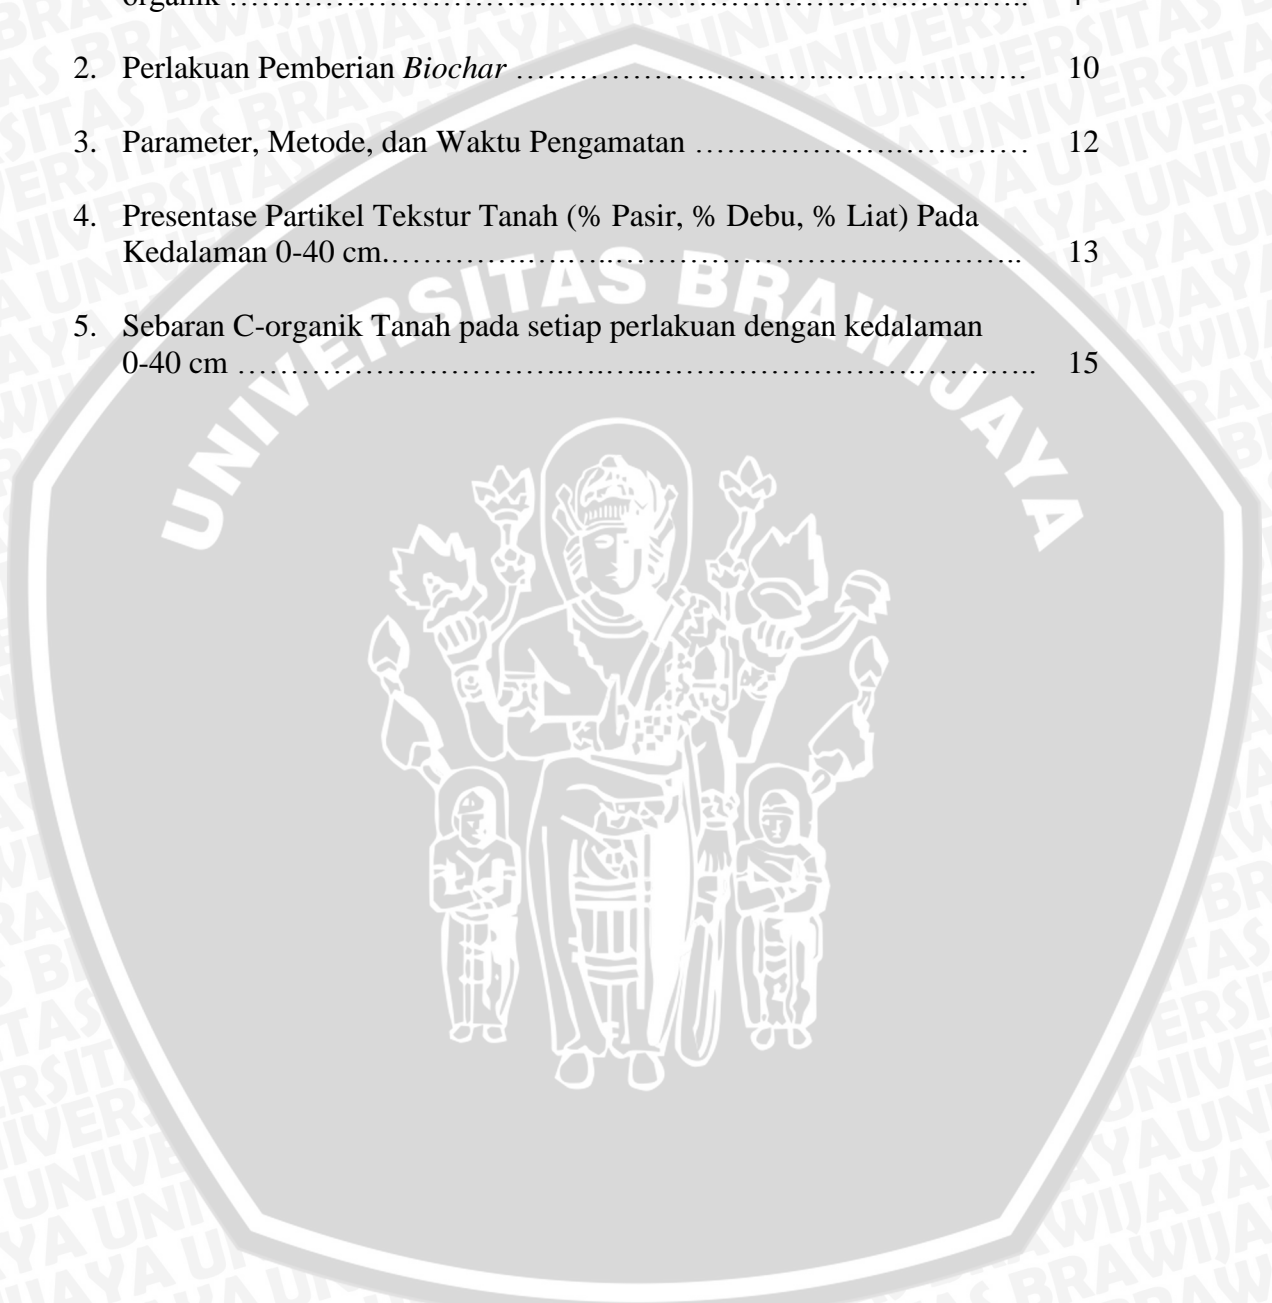 organik ……………………………….…..………………………………..
2. Perlakuan Pemberian Biochar …………………………..….…………….
10
3. Parameter, Metode, dan Waktu Pengamatan …………………………….
12
4. Presentase Partikel Tekstur Tanah (% Pasir, % Debu, % Liat) Pada
Kedalaman 0-40 cm.…………………………………………………..
13
5. Sebaran C-organik Tanah pada setiap perlakuan dengan kedalaman
0-40 cm ………………………………………………………………..
15
UNIVERSITAS BRAWIJAYA